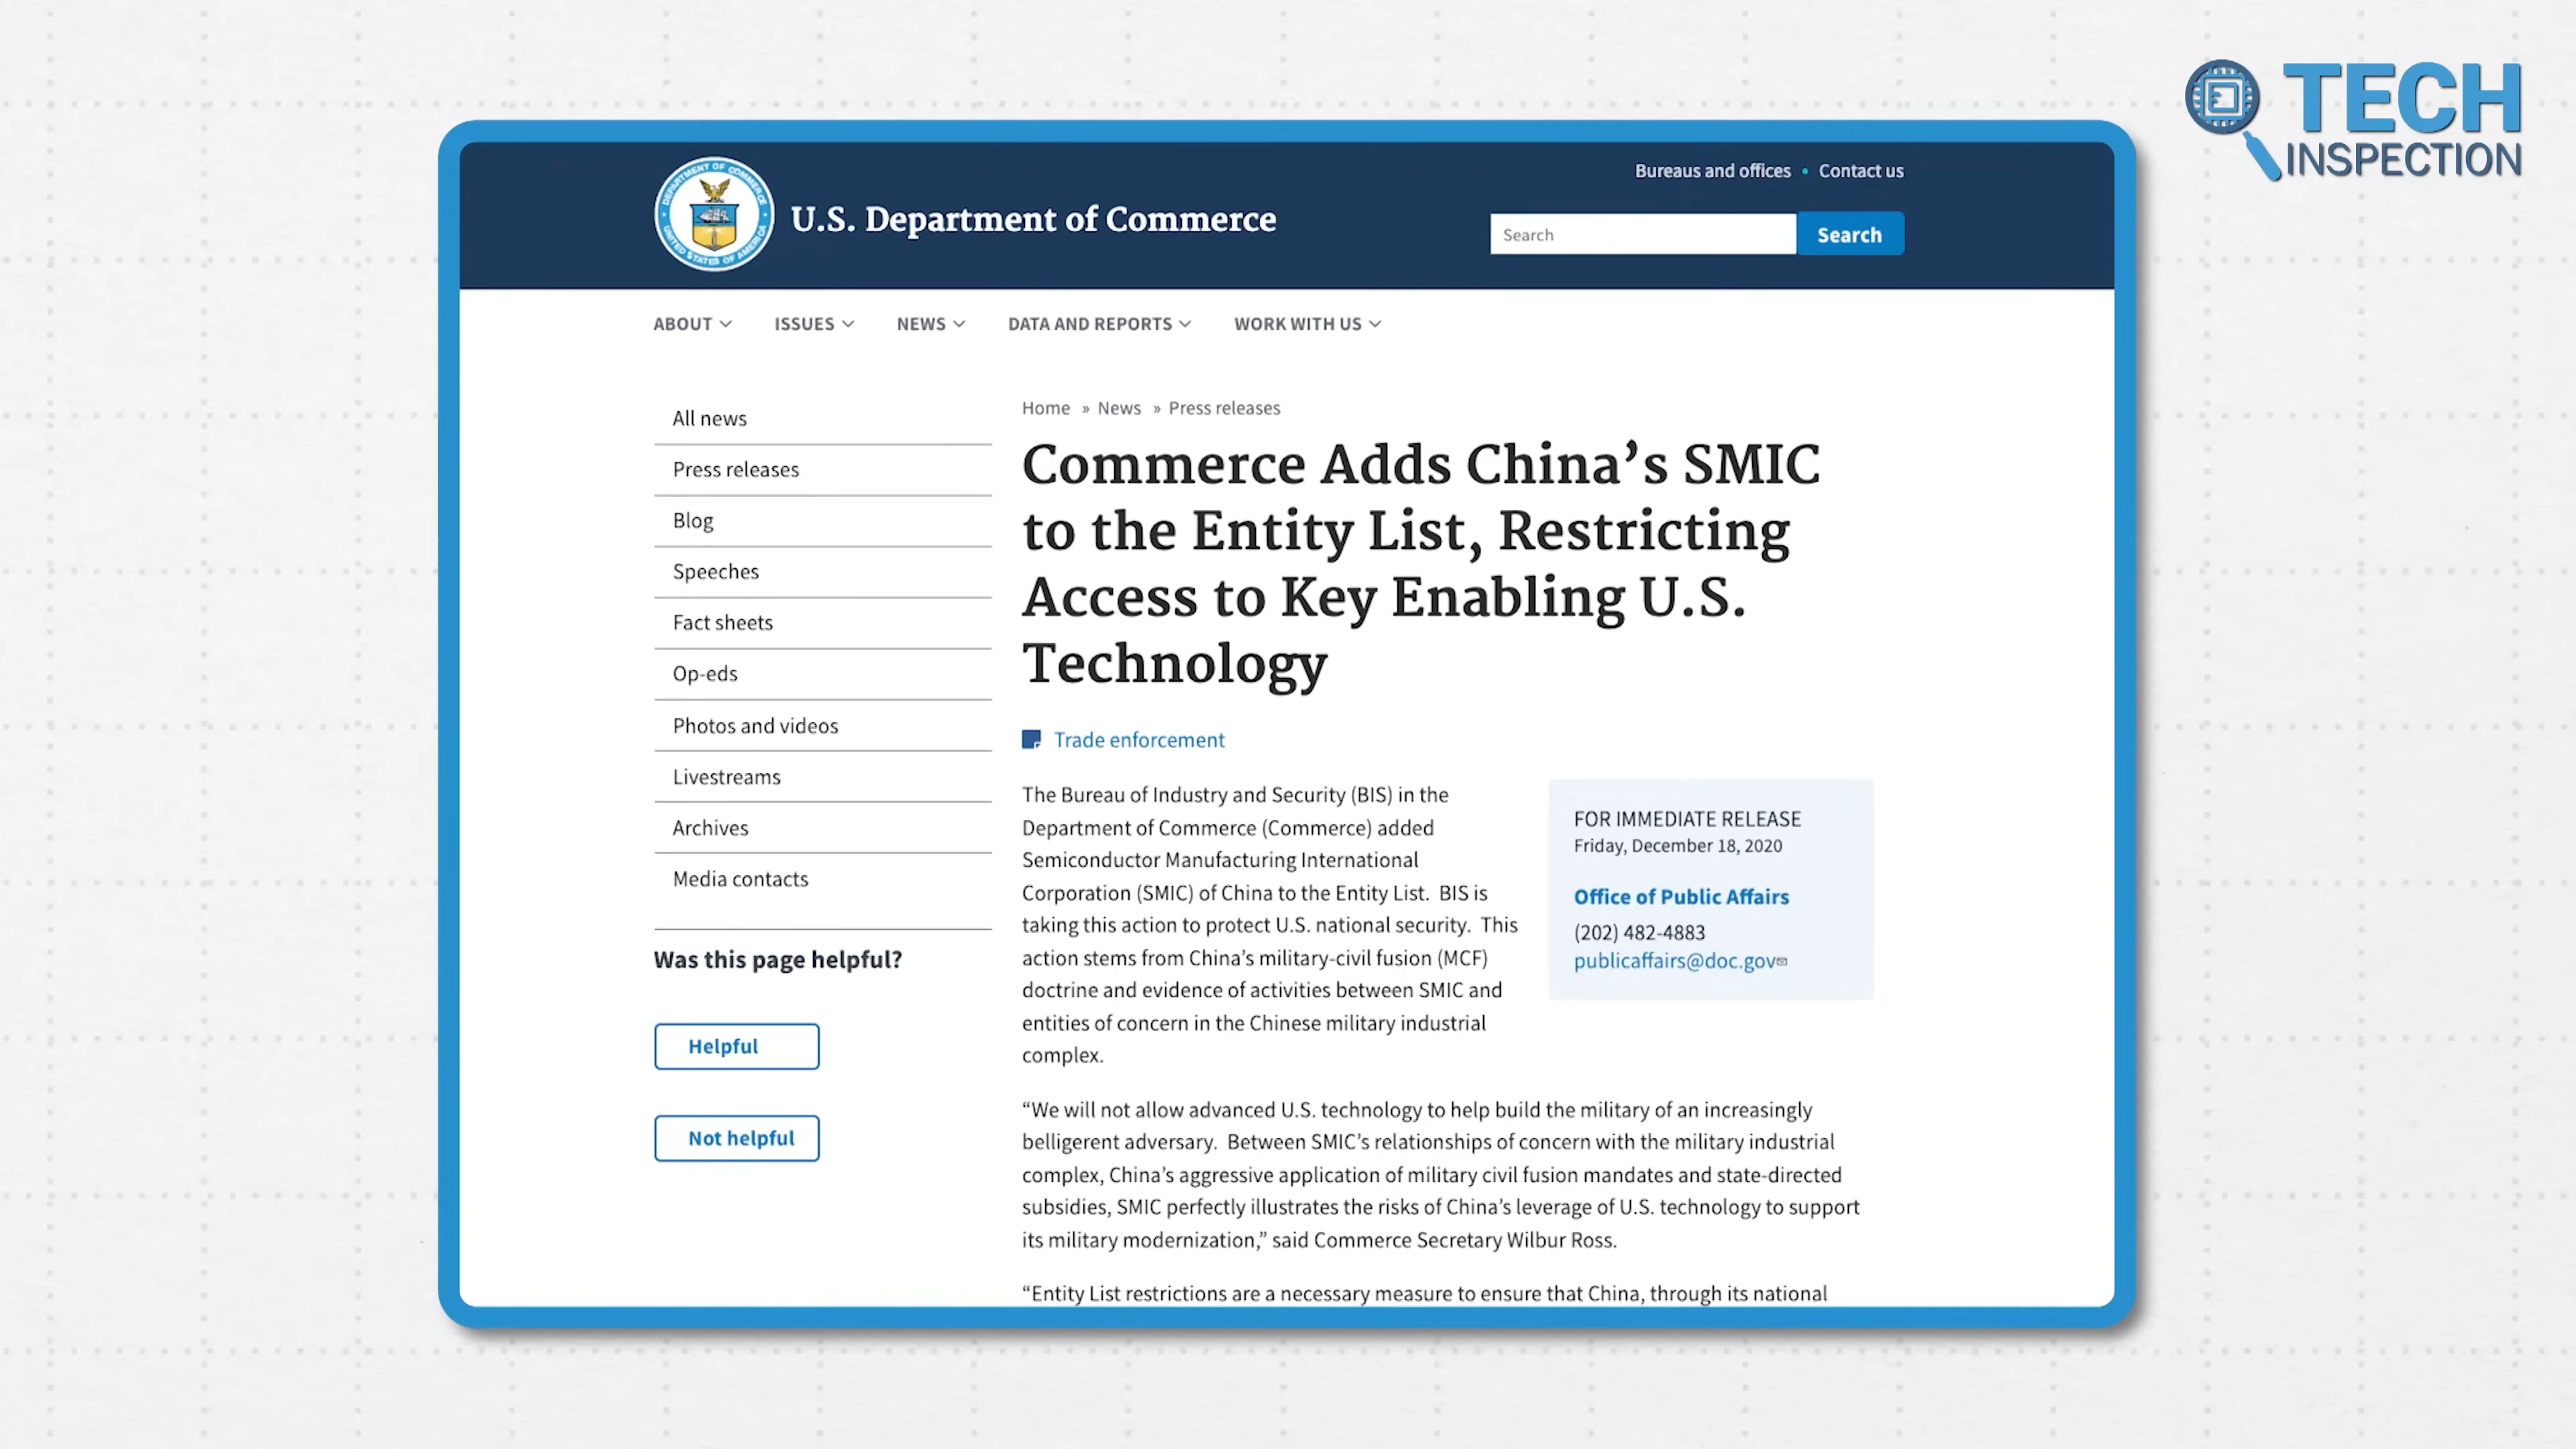 TECH
INSPECTION
U.S. Department of Commerce
Bureaus and offices • Contact us
Search
Search
ABOUT
ISSUES
NEWS
DATA AND REPORTS
WORK WITH US
All news
Press releases
Blog
Speeches
Fact sheets
Op-eds
Photos and videos
Livestreams
Archives
Media contacts
Was this page helpful?
Helpful
Not helpful
Home » News » Press releases
Commerce Adds China’s SMIC
to the Entity List, Restricting
Access to Key Enabling U.S.
Technology
Trade enforcement
The Bureau of Industry and Security (BIS) in the
Department of Commerce (Commerce) added
Semiconductor Manufacturing International
Corporation (SMIC) of China to the Entity List. BIS is
taking this action to protect U.S. national security. This
action stems from China’s military-civil fusion (MCF)
doctrine and evidence of activities between SMIC and
entities of concern in the Chinese military industrial
complex.
FOR IMMEDIATE RELEASE
Friday, December 18, 2020
Office of Public Affairs
(202) 482-4883
publicaffairs@doc.gov
“We will not allow advanced U.S. technology to help build the military of an increasingly
belligerent adversary. Between SMIC’s relationships of concern with the military industrial
complex, China’s aggressive application of military civil fusion mandates and state-directed
subsidies, SMIC perfectly illustrates the risks of China’s leverage of U.S. technology to support
its military modernization,” said Commerce Secretary Wilbur Ross.
“Entity List restrictions are a necessary measure to ensure that China, through its national
DEPARTMENT OF COMMERCE
UNITED STATES OF AMERICA